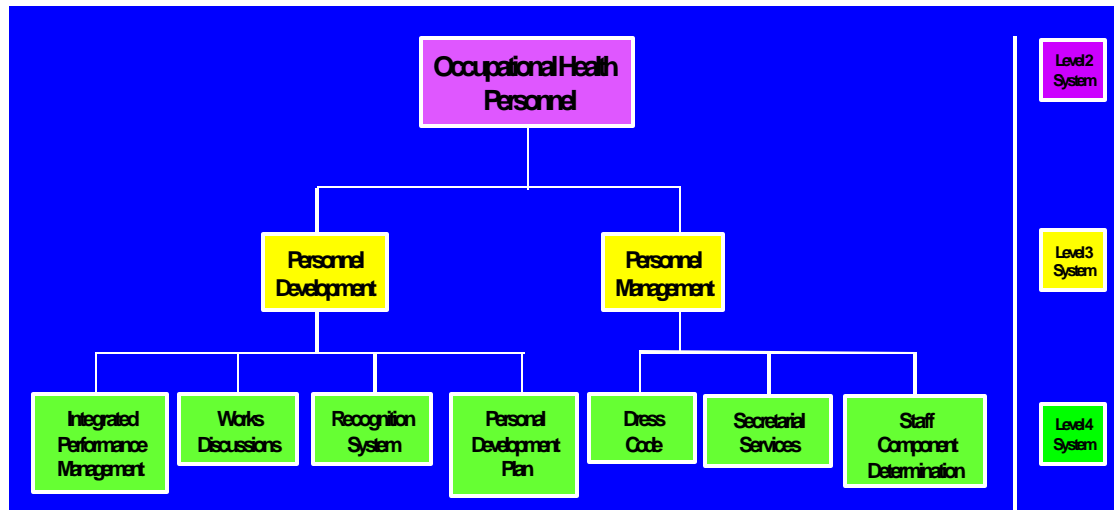 Occupational Health
Personnel
Level 2
System
Personnel
Development
Personnel
Management
Level 3
System
Integrated
Performance
Management
Works
Discussions
Recognition
System
Personal
Development
Plan
Dress
Code
Secretarial
Services
Staff
Component
Determination
Level 4
System